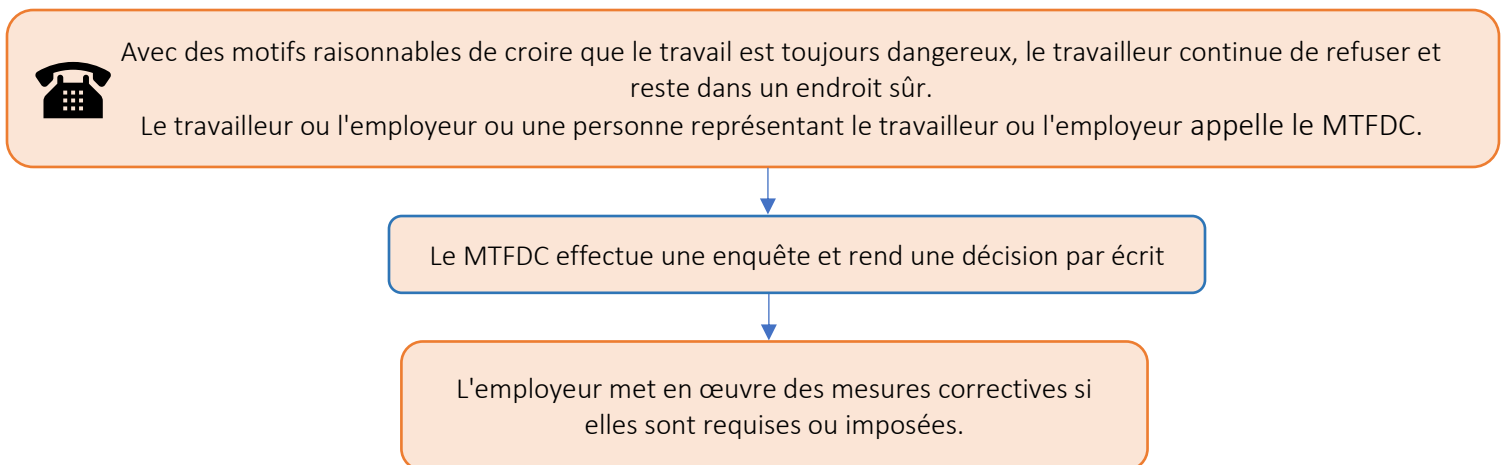 Avec des motifs raisonnables de croire que le travail est toujours dangereux, le travailleur continue de refuser et
reste dans un endroit sûr.
Le travailleur ou l'employeur ou une personne représentant le travailleur ou l'employeur appelle le MTFDC.
Le MTFDC effectue une enquête et rend une décision par écrit
L'employeur met en œuvre des mesures correctives si
elles sont requises ou imposées.